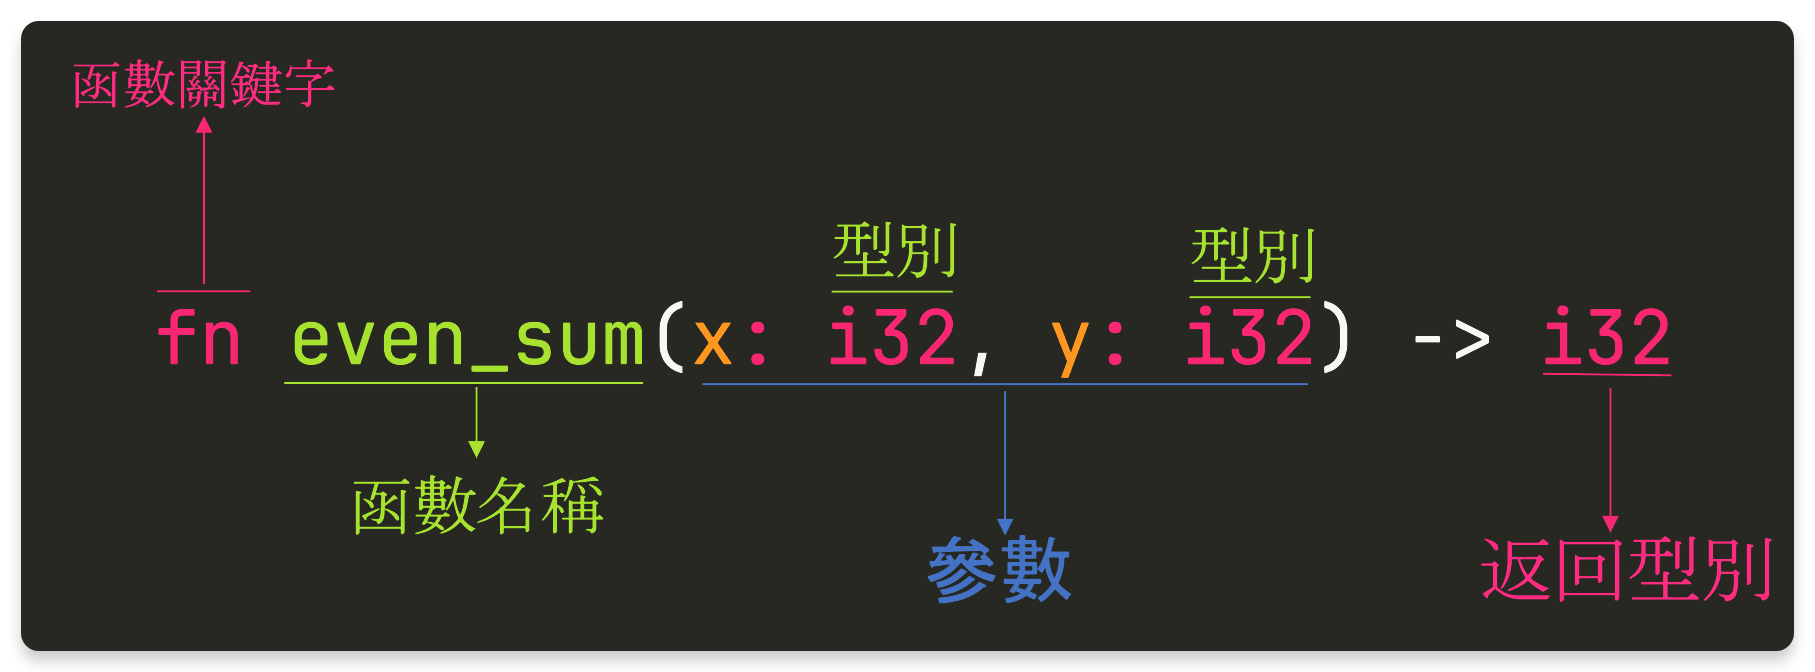 函數關鍵字
型別 型別
fn even_sum(x: i32, y: i32) -> i32
函數名稱
參數
返回型別